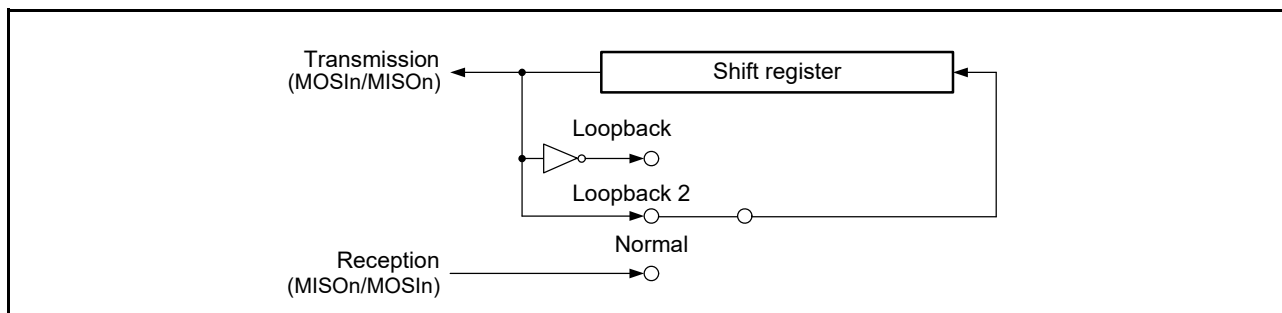 Transmission
(MOSIn/MISOn)
Shift register
Loopback
Loopback 2
Normal
Reception
(MISOn/MOSIn)